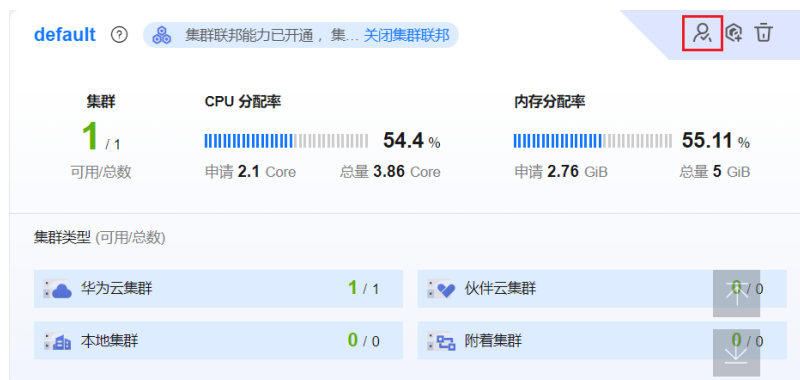 default ? 集群联邦能力已开通，集... 关闭集群联邦
集群 CPU 分配率 内存分配率
1 / 1 54.4 % 55.11 %
可用/总数 申请 2.1 Core 总量 3.86 Core 申请 2.76 GiB 总量 5 GiB
集群类型 (可用/总数)
华为云集群 1 / 1 伙伴云集群 0 / 0
本地集群 0 / 0 附着集群 0 / 0